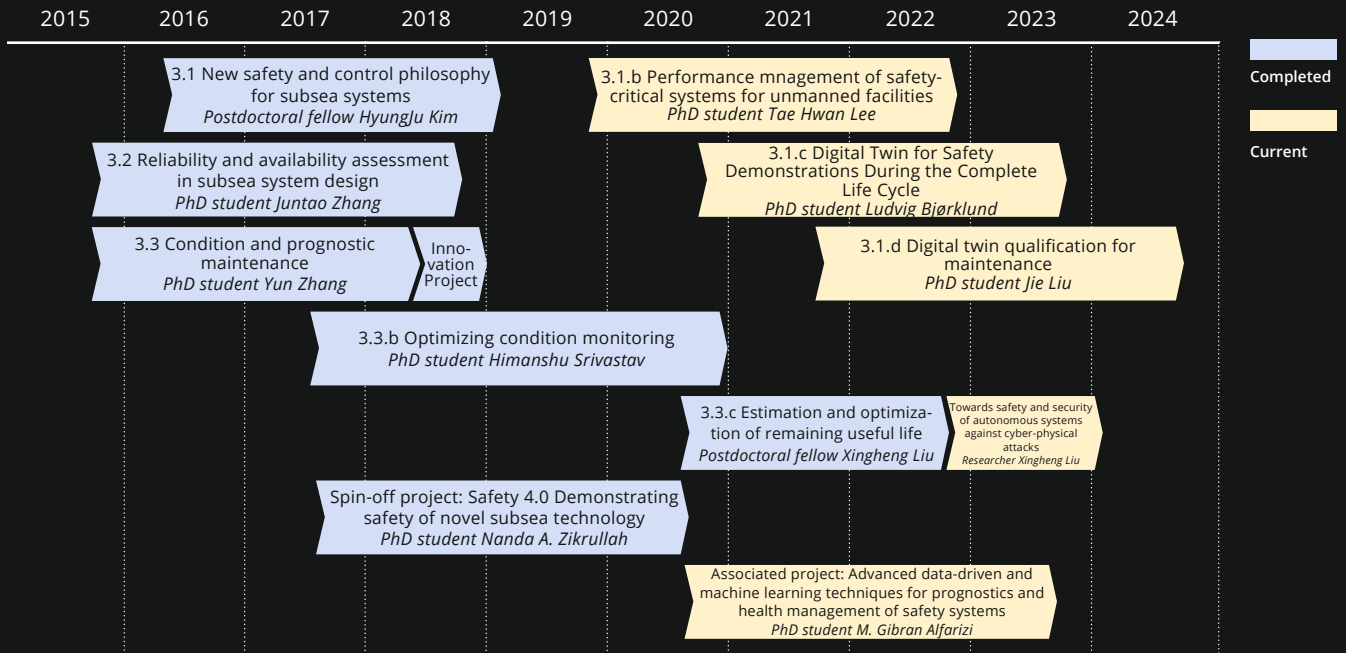 2015 2016 2017 2018 2019 2020 2021 2022 2023 2024
Completed
Current
3.1 New safety and control philosophy
for subsea systems
Postdoctoral fellow HyungJu Kim
3.1.b Performance mnagement of safety-
critical systems for unmanned facilities
PhD student Tae Hwan Lee
3.2 Reliability and availability assessment
in subsea system design
PhD student Juntao Zhang
3.1.c Digital Twin for Safety
Demonstrations During the Complete
Life Cycle
PhD student Ludvig Bjørklund
3.3 Condition and prognostic
maintenance
PhD student Yun Zhang
Inno-
vation
Project
3.1.d Digital twin qualification for
maintenance
PhD student Jie Liu
3.3.b Optimizing condition monitoring
PhD student Himanshu Srivastav
3.3.c Estimation and optimiza-
tion of remaining useful life
Postdoctoral fellow Xingheng Liu
Towards safety and security
of autonomous systems
against cyber-physical
attacks
Researcher Xingheng Liu
Spin-off project: Safety 4.0 Demonstrating
safety of novel subsea technology
PhD student Nanda A. Zikrullah
Associated project: Advanced data-driven and
machine learning techniques for prognostics and
health management of safety systems
PhD student M. Gibran Alfarizi